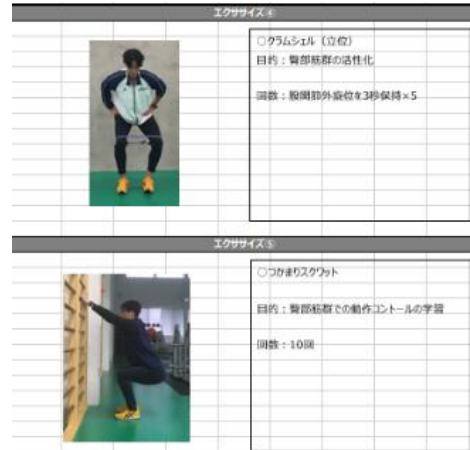 エクササイズ④
○クラムシェル（立位）
目的：臀部筋群の活性化
回数：股関節外旋位を3秒保持×5
エクササイズ⑤
○つかまりスクワット
目的：臀部筋群での動作コントールの学習
回数：10回